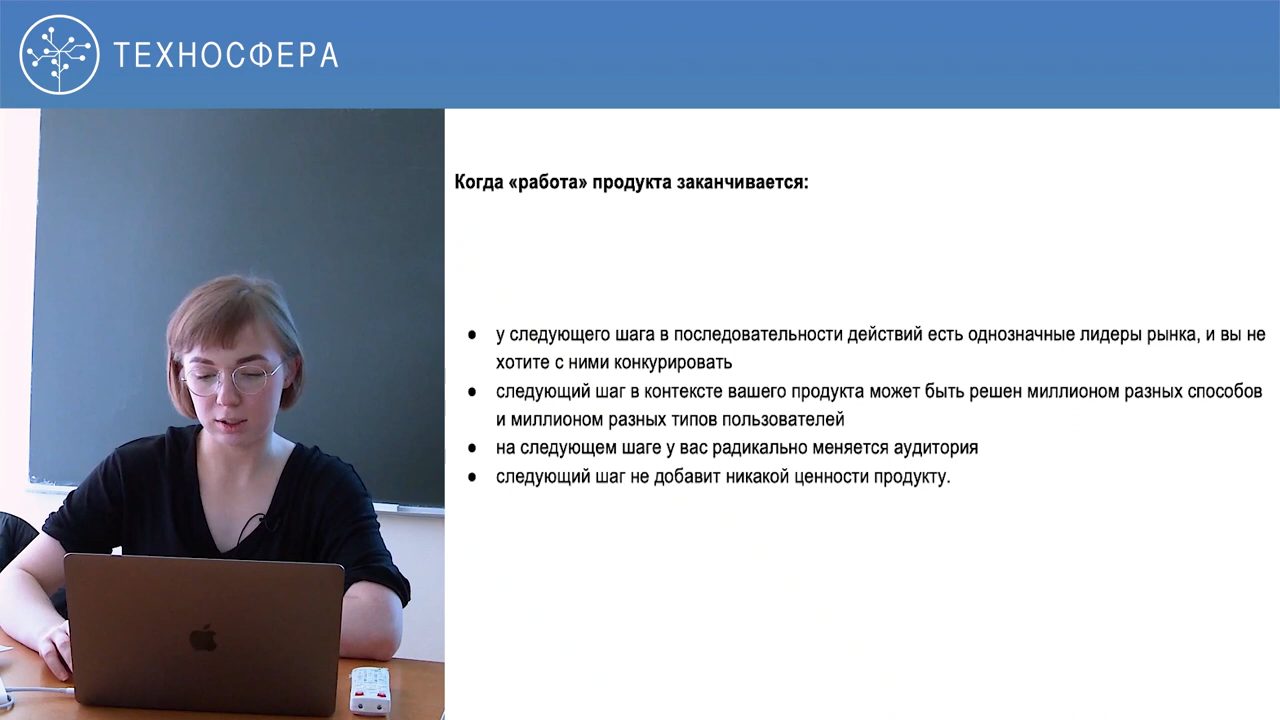 ТЕХНОСФЕРА
Когда «работа» продукта заканчивается:
● у следующего шага в последовательности действий есть однозначные лидеры рынка, и вы не
хотите с ними конкурировать
● следующий шаг в контексте вашего продукта может быть решен миллионом разных способов
и миллионом разных типов пользователей
● на следующем шаге у вас радикально меняется аудитория
● следующий шаг не добавит никакой ценности продукту.